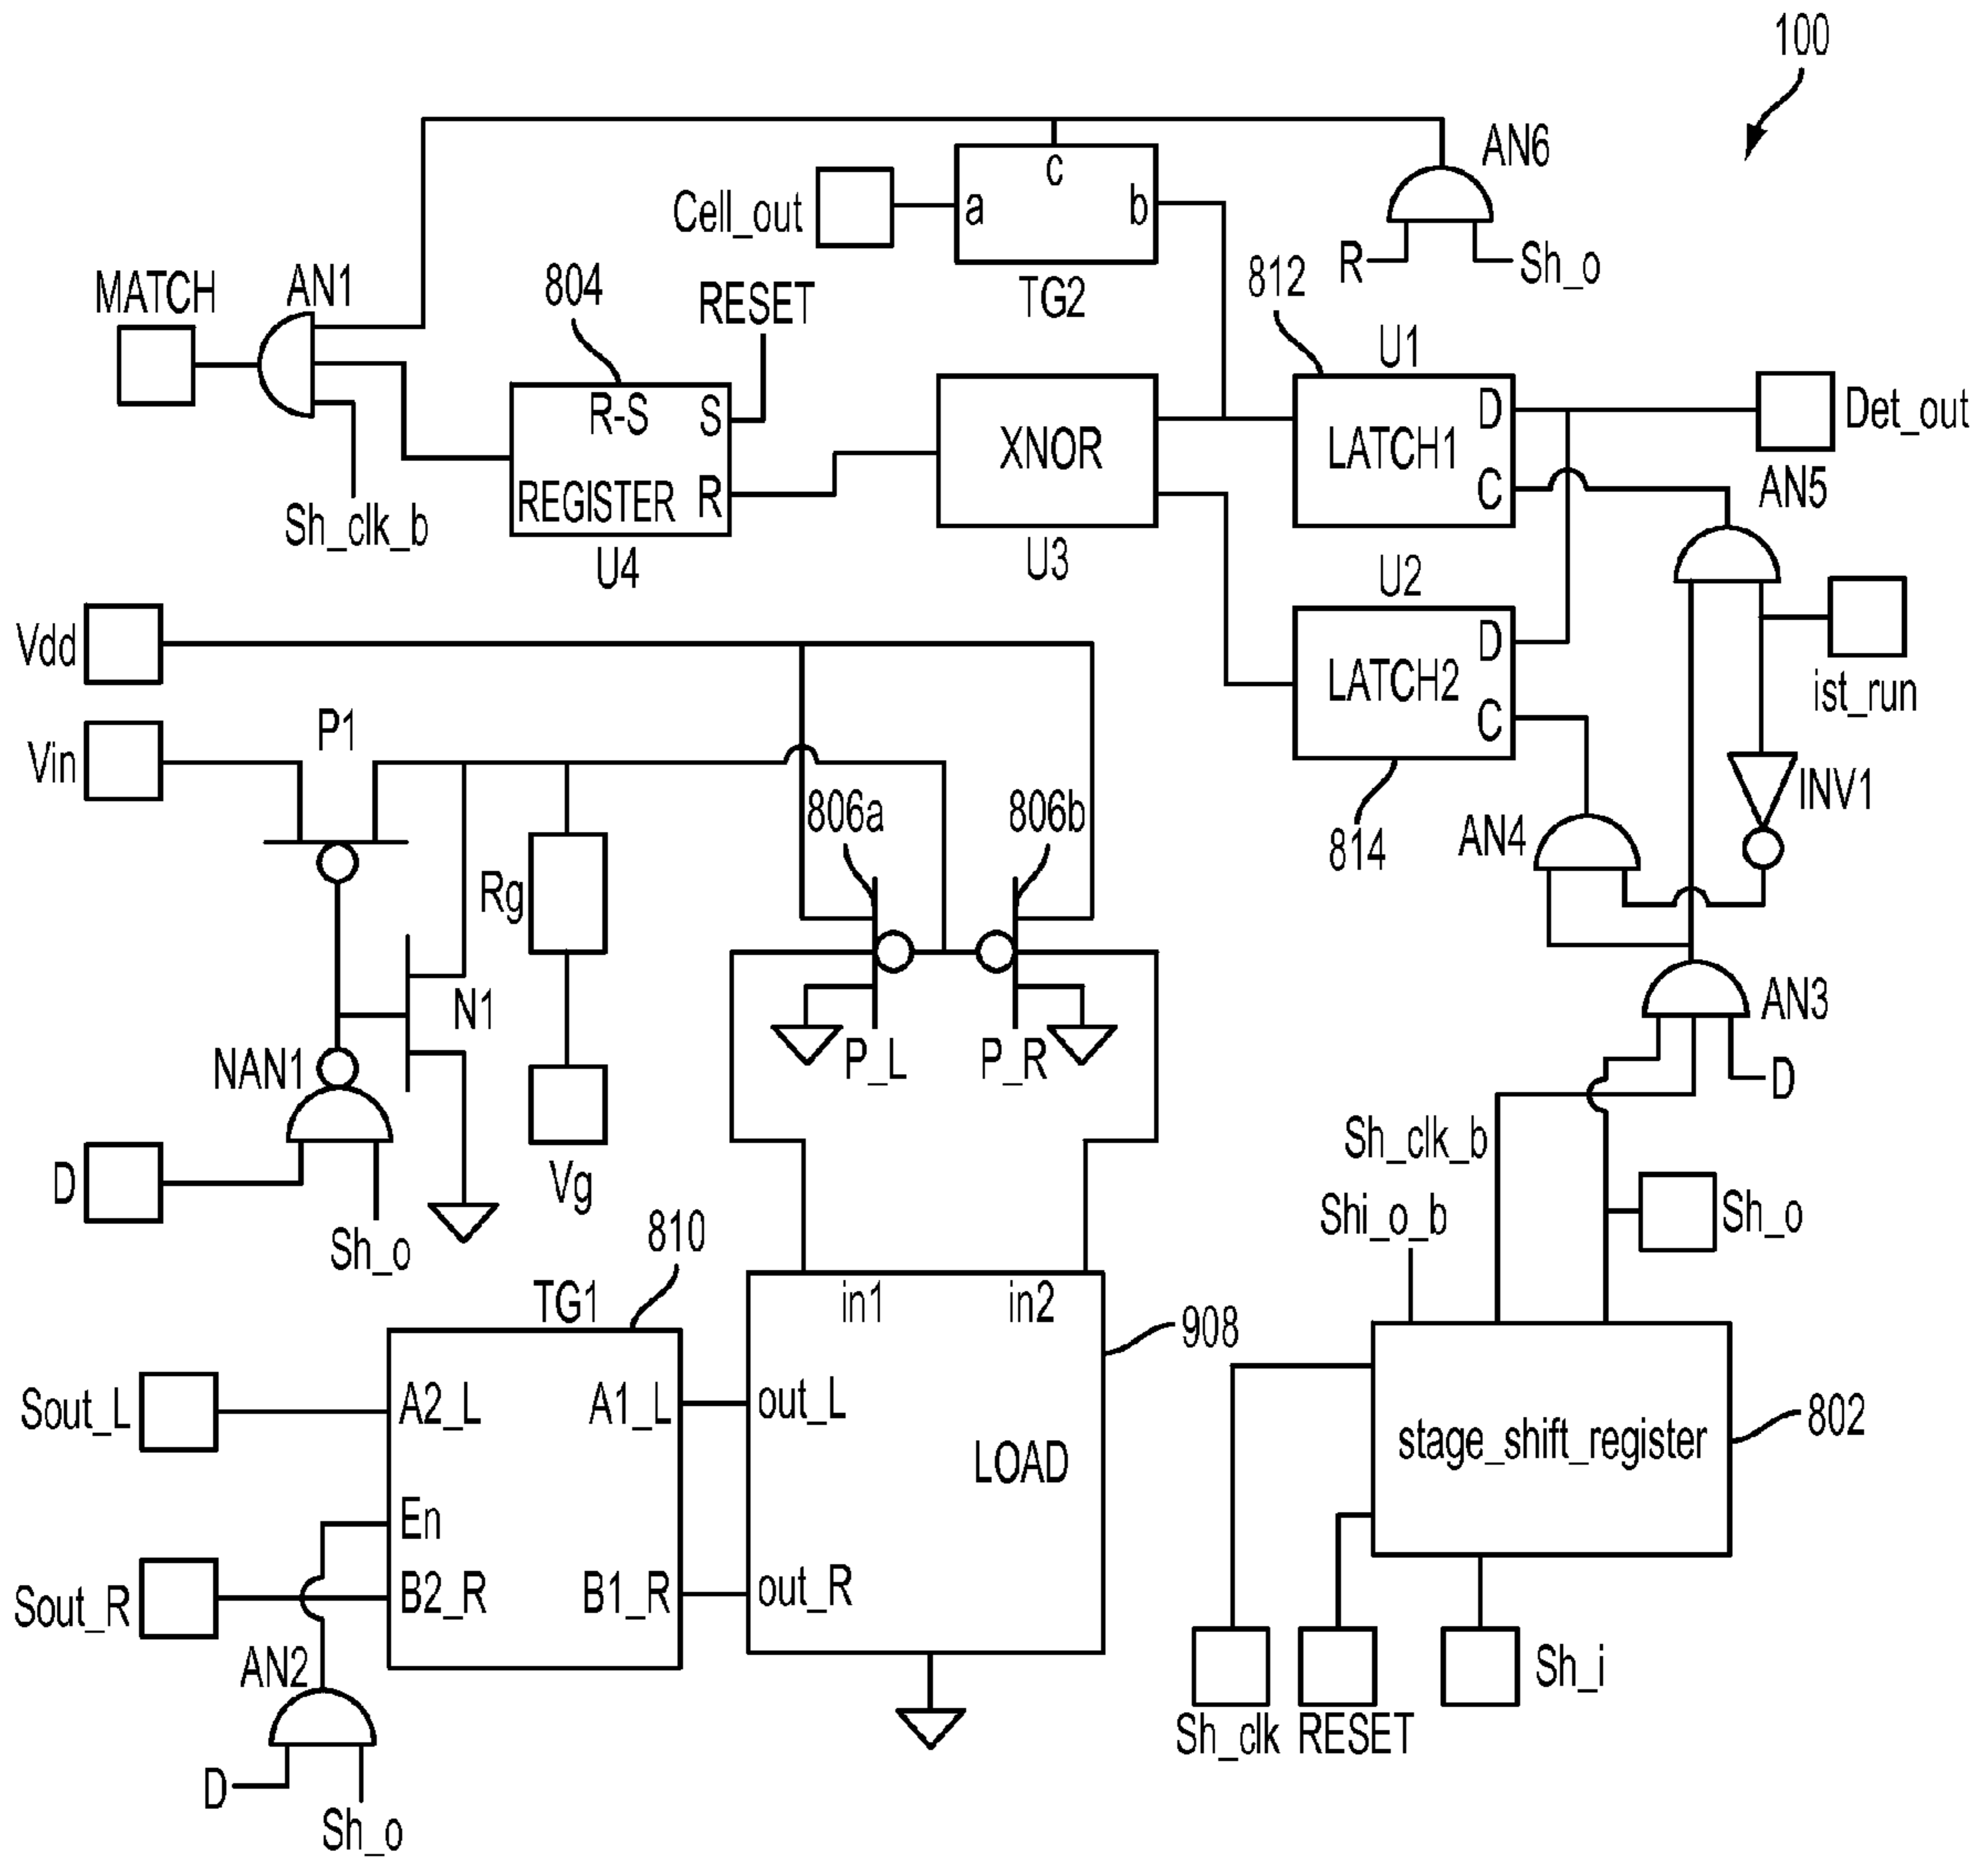 100
AN6
Cell_out
a
c
b
TG2
R
Sh_o
MATCH
AN1
804
RESET
812
U1
R-S
S
REGISTER
R
U4
Sh_clk_b
XNOR
U3
D
LATCH1
C
Det_out
AN5
U2
D
LATCH2
C
814
ist_run
INV1
AN4
Vdd
Vin
P1
806a
806b
Rg
N1
NAN1
P_L
P_R
AN3
D
D
Sh_o
Vg
Sh_clk_b
Shi_o_b
Sh_o
TG1
810
in1
in2
908
Sout_L
A2_L
A1_L
out_L
LOAD
stage_shift_register
802
En
Sout_R
B2_R
B1_R
out_R
AN2
D
Sh_o
Sh_clk
RESET
Sh_i